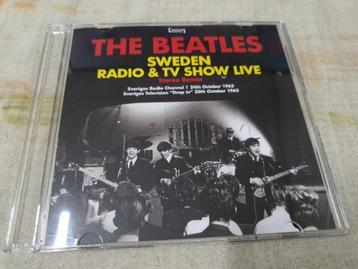 THE BEATLES
SWEDEN
RADIO & TV SHOW LIVE
Stereo Remix
Sveriges Radio Channel 1 24th October 1963
Sveriges Television "Drop In" 30th October 1963